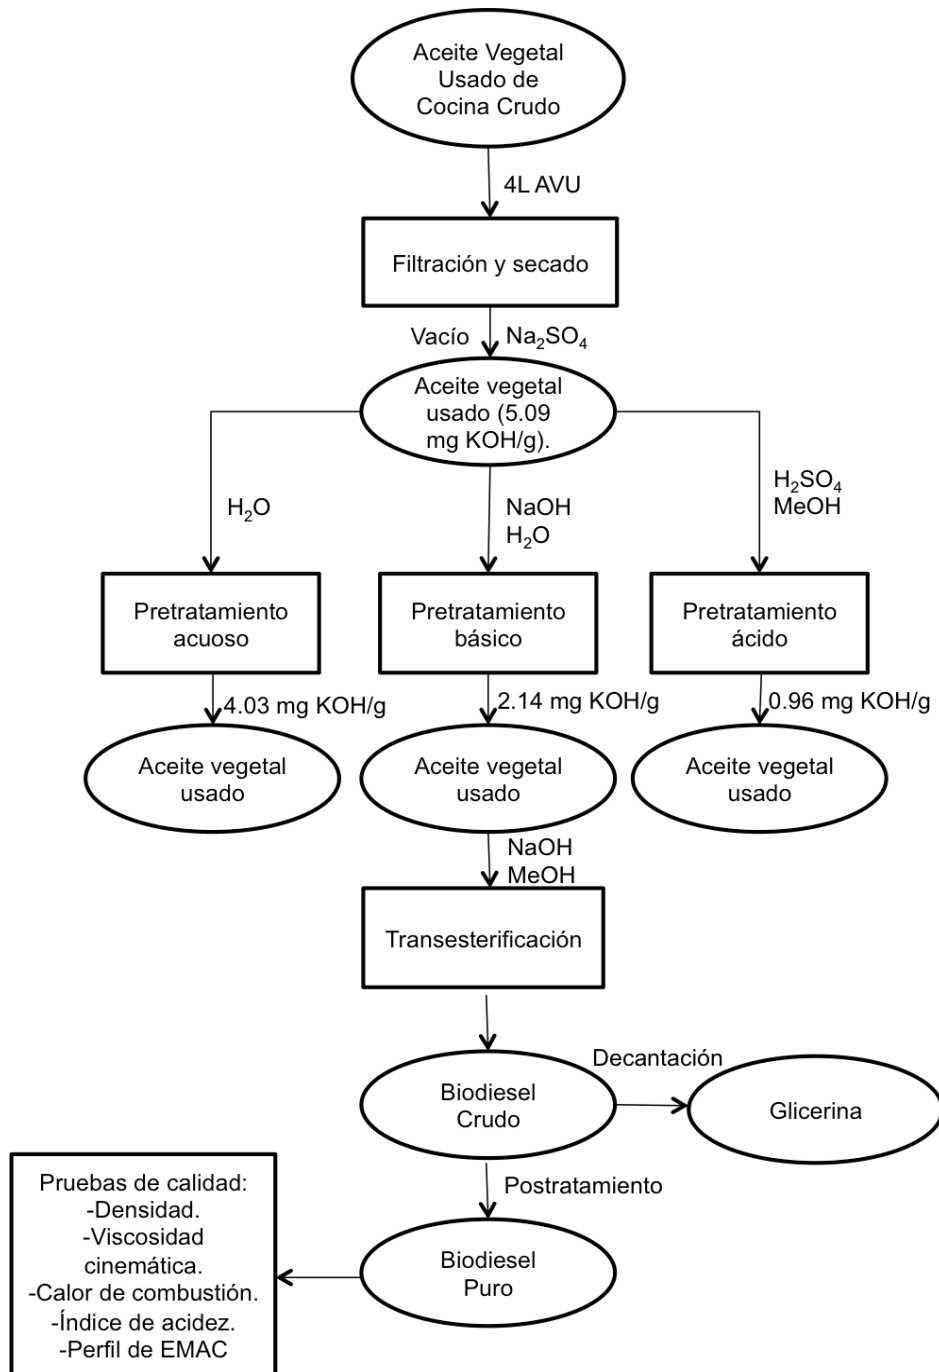 Aceite Vegetal
Usado de
Cocina Crudo
4L AVU
Filtración y secado
Vacío
Na₂SO₄
Aceite vegetal
usado (5.09
mg KOH/g).
H₂O
NaOH
H₂O
H₂SO₄
MeOH
Pretratamiento
acuoso
Pretratamiento
básico
Pretratamiento
ácido
4.03 mg KOH/g
2.14 mg KOH/g
0.96 mg KOH/g
Aceite vegetal
usado
Aceite vegetal
usado
Aceite vegetal
usado
NaOH
MeOH
Transesterificación
Biodiesel
Crudo
Decantación
Glicerina
Postratamiento
Biodiesel
Puro
Pruebas de calidad:
-Densidad.
-Viscosidad
cinemática.
-Calor de combustión.
-Índice de acidez.
-Perfil de EMAC